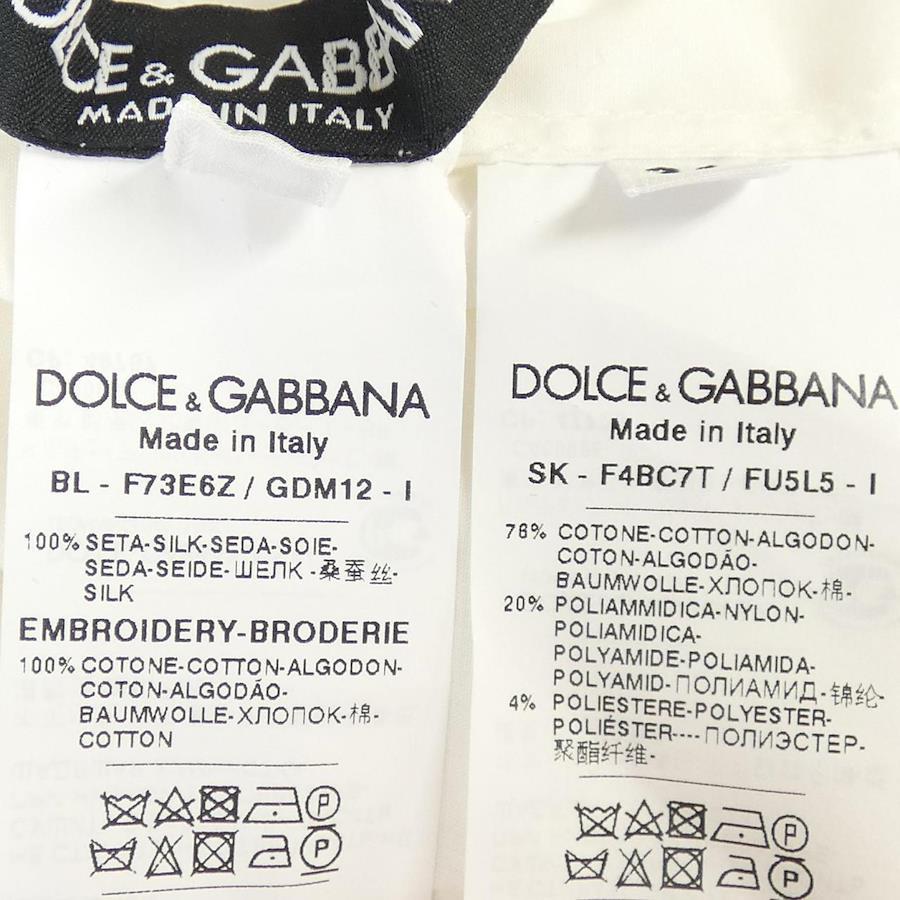 CE & GABBA
MADE IN ITALY
DOLCE & GABBANA
Made in Italy
BL - F73E6Z / GDM12 - I
100% SETA-SILK-SEDA-SOIE-
SEDA-SEIDE-ШЕЛК-桑蚕丝-
SILK
EMBROIDERY-BRODERIE
100% COTONE-COTTON-ALGODON-
COTON-ALGODÃO-
BAUMWOLLE-ХЛОПОК-棉-
COTTON
P
P
DOLCE & GABBANA
Made in Italy
SK - F4BC7T / FU5L5 - I
76% COTONE-COTTON-ALGODON-
COTON-ALGODÃO-
BAUMWOLLE-ХЛОПОК-棉-
20% POLIAMMIDICA-NYLON-
POLIAMIDICA-
POLYAMIDE-POLIAMIDA-
POLYAMID-ПОЛИАМИД-锦纶-
4% POLIESTERE-POLYESTER-
POLIÉSTER----ПОЛИЭСТЕР-
聚酯纤维-
P
P